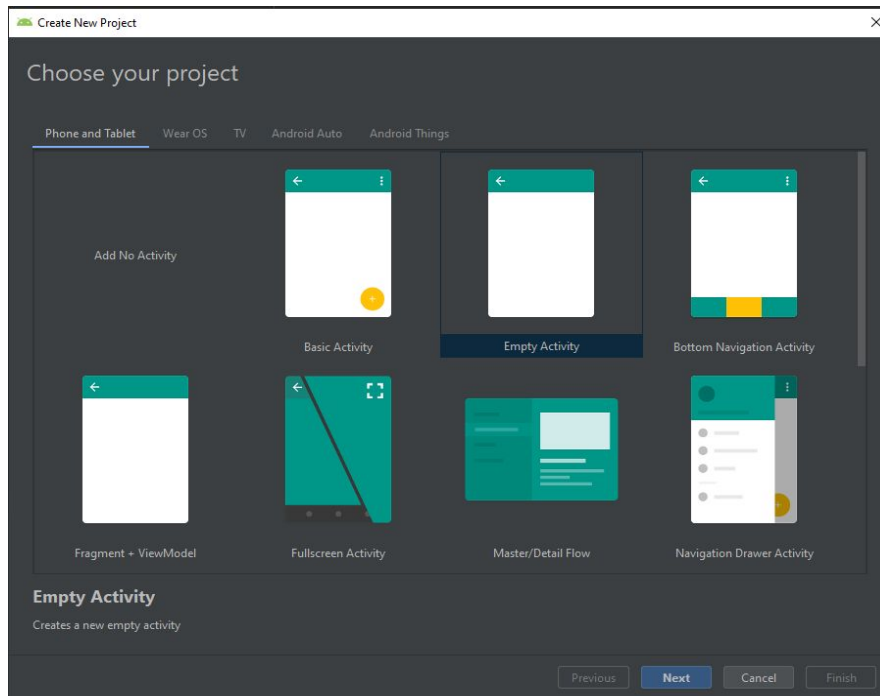 Create New Project
Choose your project
Phone and Tablet Wear OS TV Android Auto Android Things
Add No Activity
Basic Activity
Empty Activity
Bottom Navigation Activity
Fragment + ViewModel
Fullscreen Activity
Master/Detail Flow
Navigation Drawer Activity
Empty Activity
Creates a new empty activity
Previous Next Cancel Finish